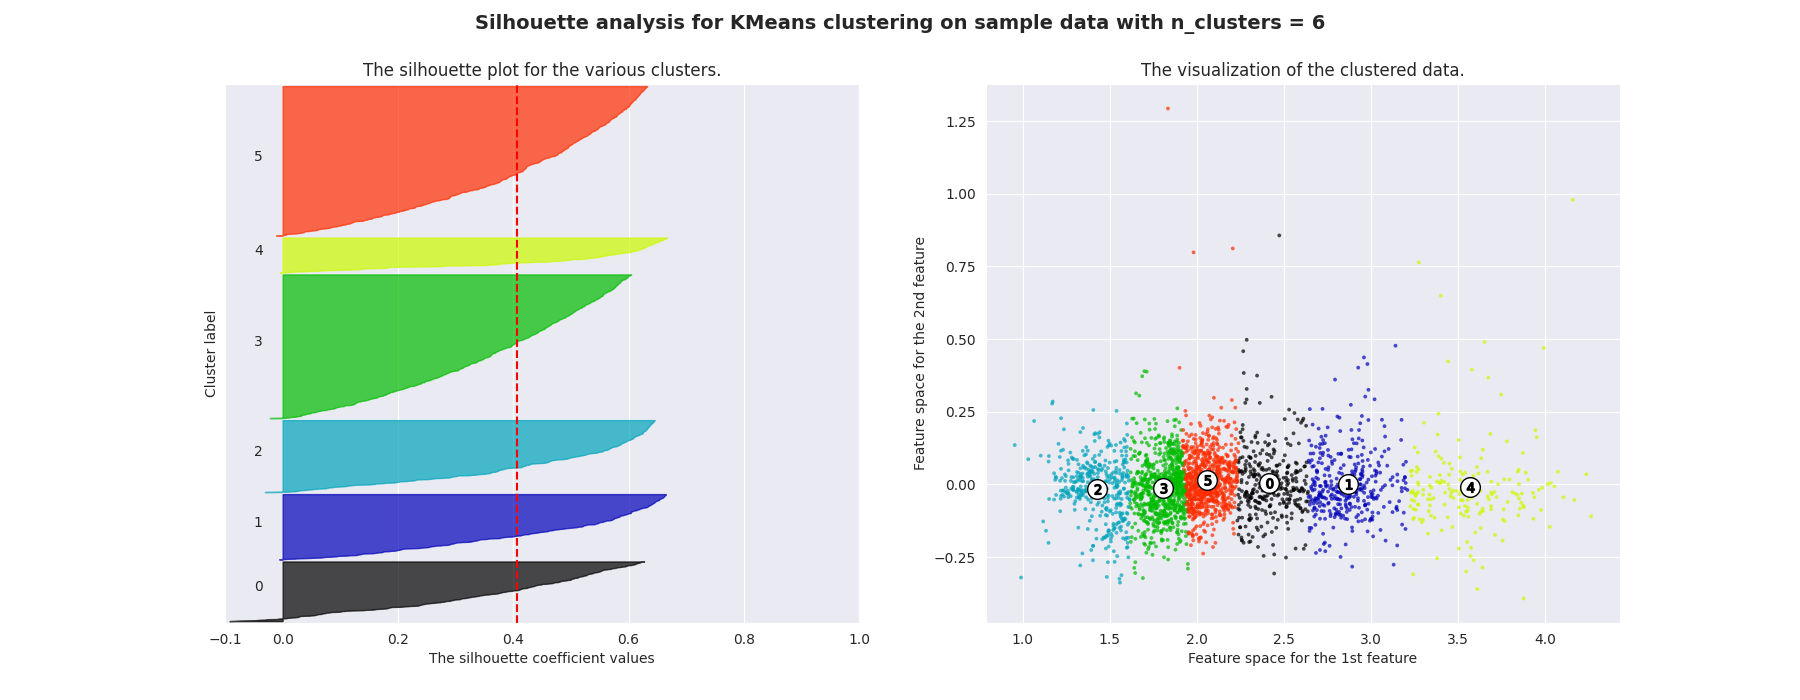 Silhouette analysis for KMeans clustering on sample data with n_clusters = 6
The silhouette plot for the various clusters.
Cluster label
5
4
3
2
1
0
−0.1 0.0 0.2 0.4 0.6 0.8 1.0
The silhouette coefficient values
The visualization of the clustered data.
Feature space for the 2nd feature
1.25
1.00
0.75
0.50
0.25
0.00
−0.25
2 3 5 0 1 4
1.0 1.5 2.0 2.5 3.0 3.5 4.0
Feature space for the 1st feature